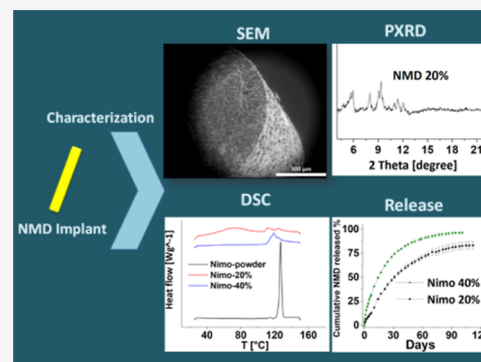 SEM
PXRD
Characterization
NMD Implant
500 µm
NMD 20%
6 9 12 15 18 21
2 Theta [degree]
DSC
Release
Heat flow [Wg^-1]
Nimo-powder
Nimo-20%
Nimo-40%
40 80 120 160 200
T [°C]
Cumulative NMD released %
100
75
50
25
0
Nimo 40%
Nimo 20%
0 30 60 90
Days